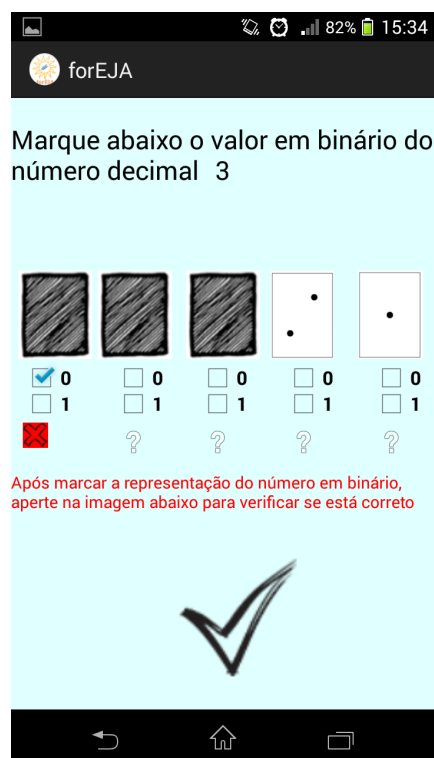 82% 15:34
forEJA
Marque abaixo o valor em binário do
número decimal 3
0 0 0 0 0
1 1 1 1 1
? ? ? ?
Após marcar a representação do número em binário,
aperte na imagem abaixo para verificar se está correto